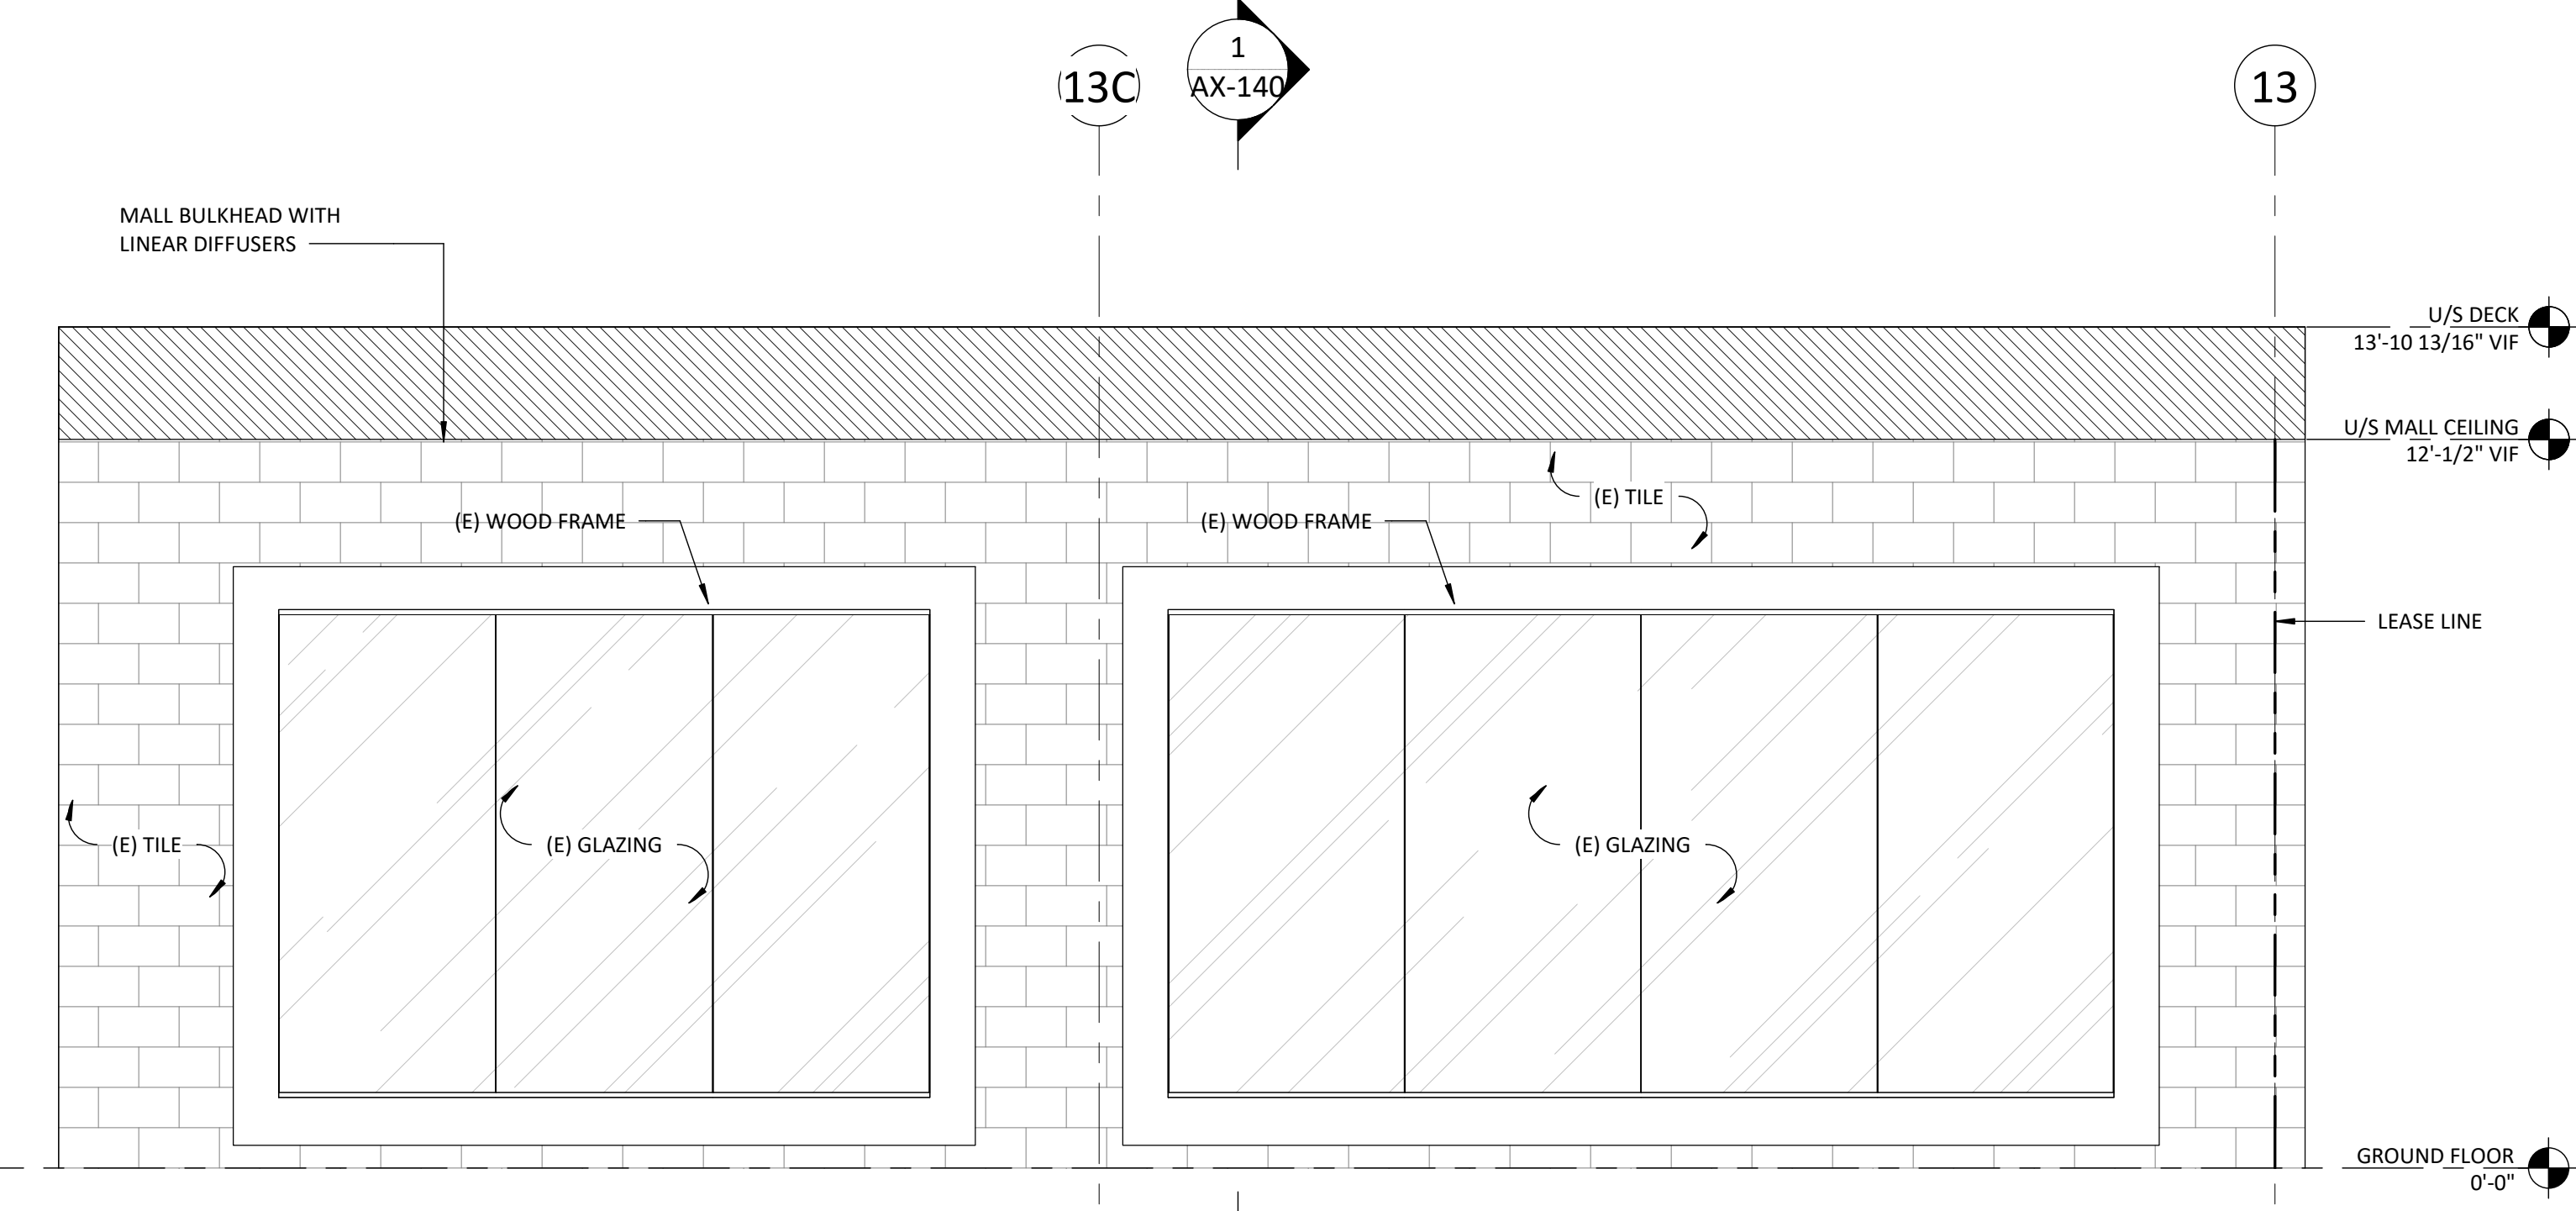 13C
1
AX-140
13
MALL BULKHEAD WITH
LINEAR DIFFUSERS
U/S DECK
13'-10 13/16" VIF
U/S MALL CEILING
12'-1/2" VIF
(E) TILE
(E) WOOD FRAME
(E) WOOD FRAME
LEASE LINE
(E) TILE
(E) GLAZING
(E) GLAZING
GROUND FLOOR
0'-0"